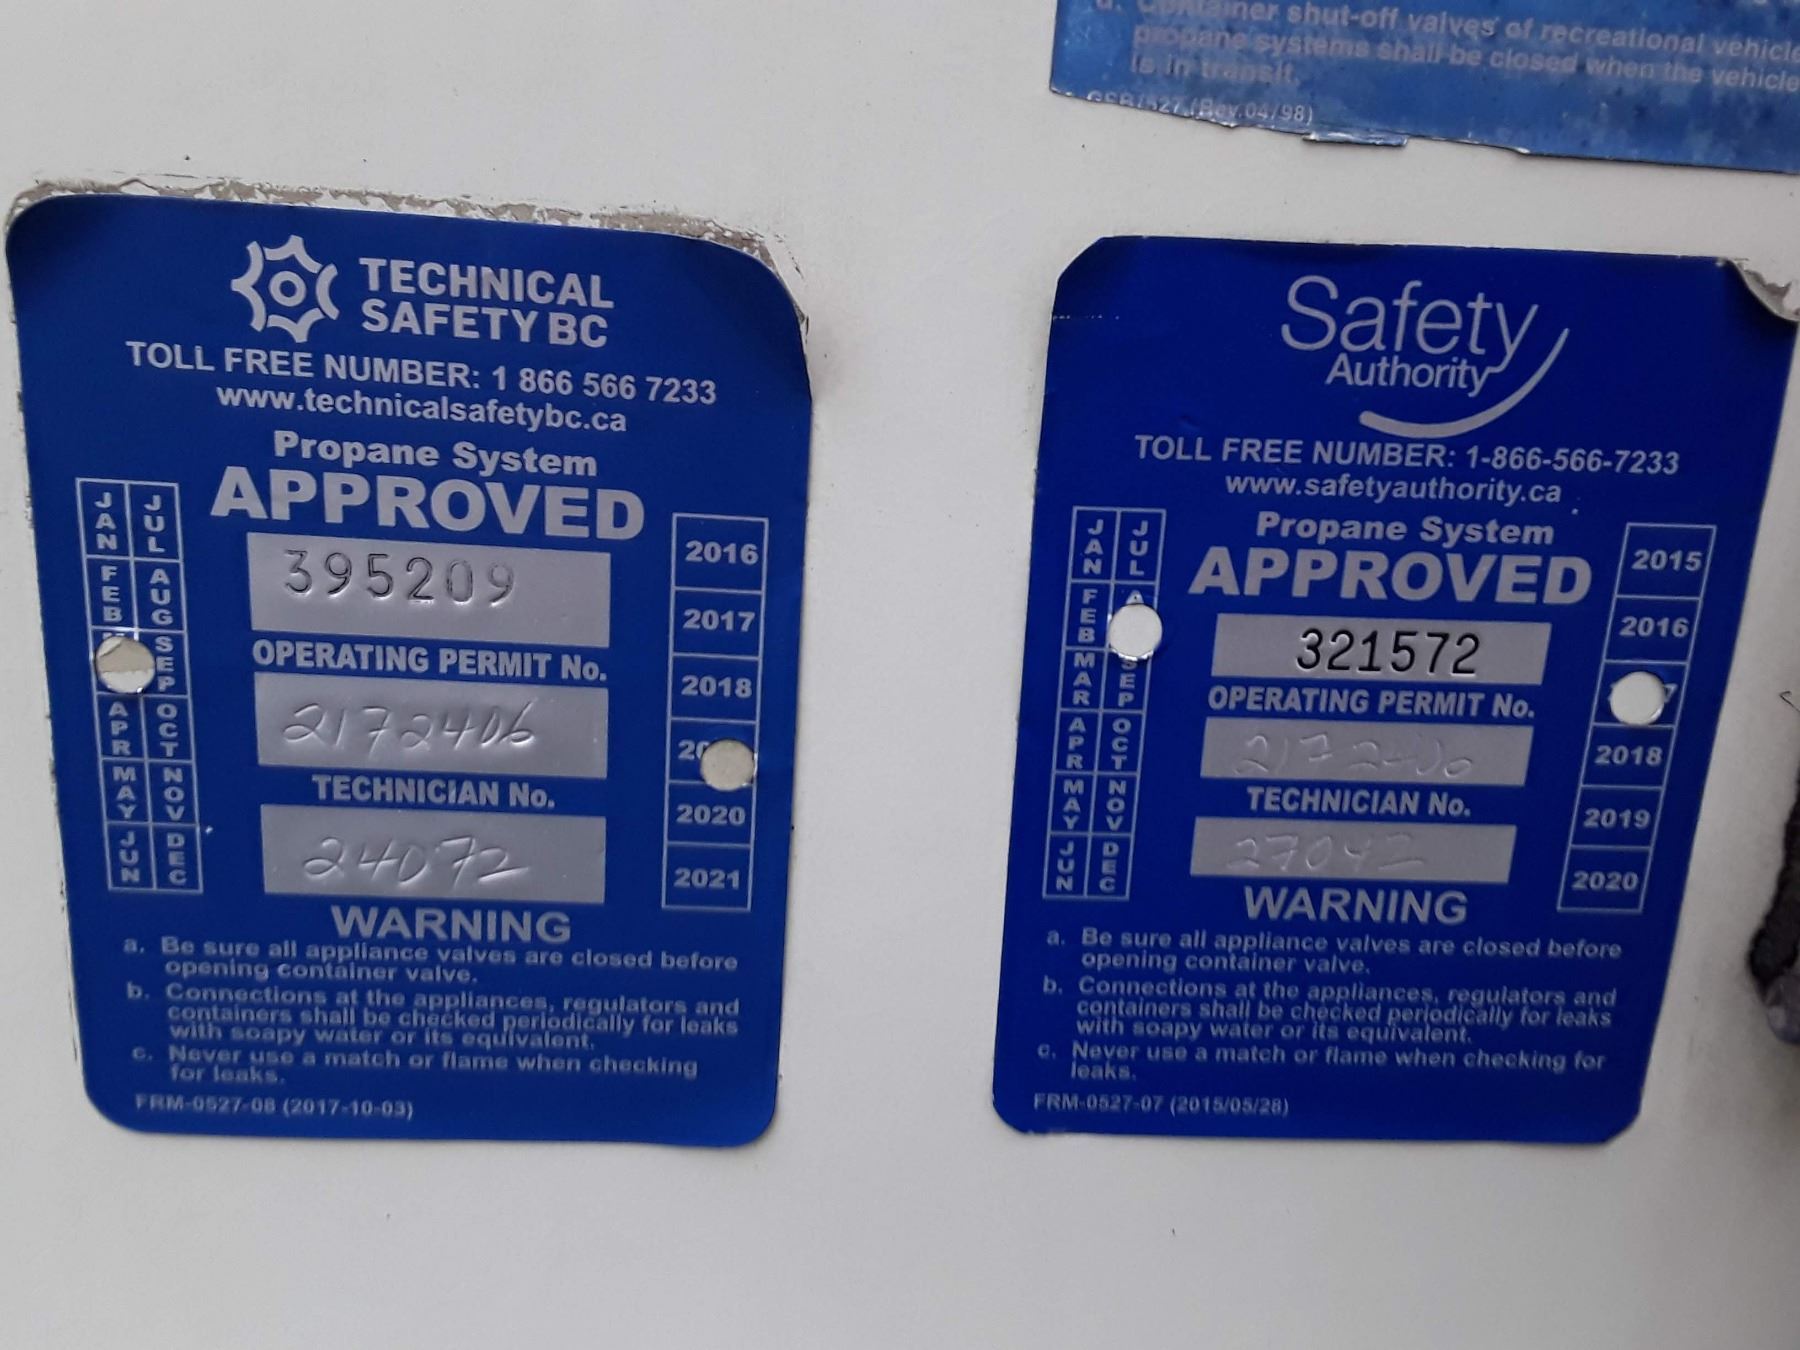 d. Container shut-off valves of recreational vehicle
propane systems shall be closed when the vehicle
is in transit.
(Rev.04/98)
TECHNICAL
SAFETY BC
TOLL FREE NUMBER: 1 866 566 7233
www.technicalsafetybc.ca
Propane System
APPROVED
395209
OPERATING PERMIT No.
2172406
TECHNICIAN No.
24072
JAN JUL
FEB AUG
SEP
APR OCT
MAY NOV
JUN DEC
2016
2017
2018
2020
2021
WARNING
a. Be sure all appliance valves are closed before
opening container valve.
b. Connections at the appliances, regulators and
containers shall be checked periodically for leaks
with soapy water or its equivalent.
c. Never use a match or flame when checking
for leaks.
FRM-0527-08 (2017-10-03)
Safety
Authority
TOLL FREE NUMBER: 1-866-566-7233
www.safetyauthority.ca
Propane System
APPROVED
321572
OPERATING PERMIT No.
2172406
TECHNICIAN No.
27042
JAN JUL
FEB
MAR SEP
APR OCT
MAY NOV
JUN DEC
2015
2016
2018
2019
2020
WARNING
a. Be sure all appliance valves are closed before
opening container valve.
b. Connections at the appliances, regulators and
containers shall be checked periodically for leaks
with soapy water or its equivalent.
c. Never use a match or flame when checking for
leaks.
FRM-0527-07 (2015/05/28)